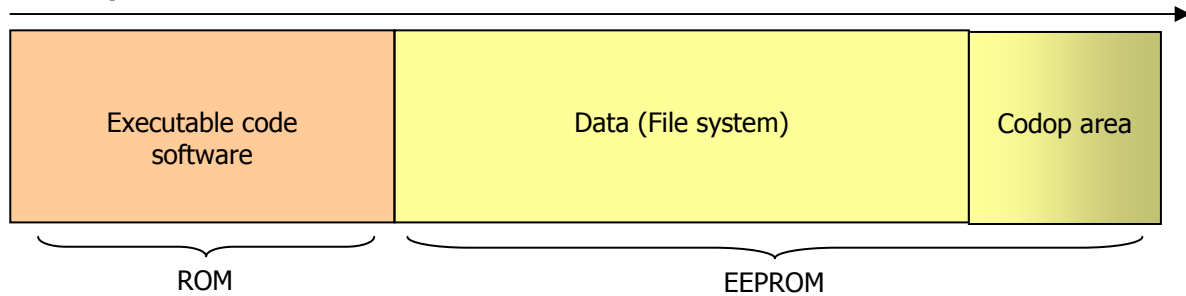 Executable code
software
Data (File system)
Codop area
ROM
EEPROM